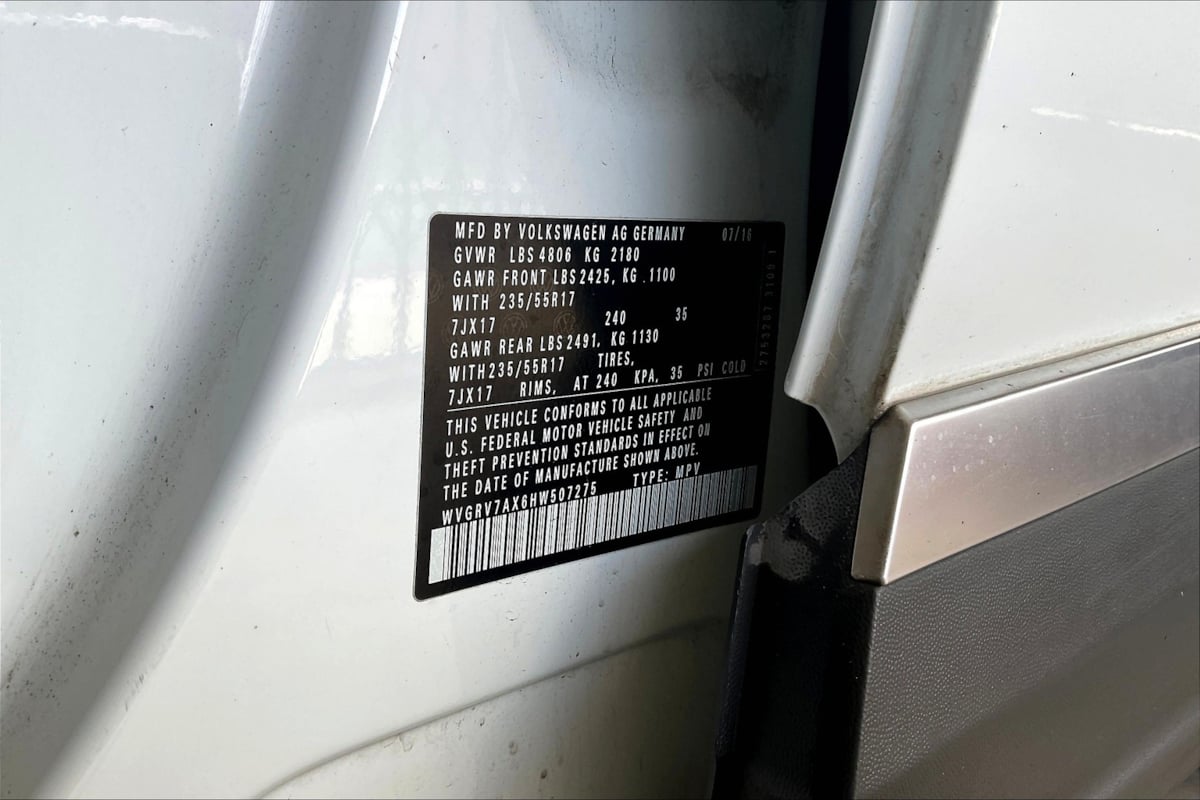 MFD BY VOLKSWAGEN AG GERMANY 07/16
GVWR LBS 4806 KG 2180
GAWR FRONT LBS 2425, KG .1100
WITH 235/55R17
7JX17 240 35
GAWR REAR LBS 2491, KG 1130
WITH 235/55R17 TIRES,
7JX17 RIMS, AT 240 KPA, 35 PSI COLD
THIS VEHICLE CONFORMS TO ALL APPLICABLE
U.S. FEDERAL MOTOR VEHICLE SAFETY AND
THEFT PREVENTION STANDARDS IN EFFECT ON
THE DATE OF MANUFACTURE SHOWN ABOVE.
WVGRV7AX6HW507275 TYPE: MPV